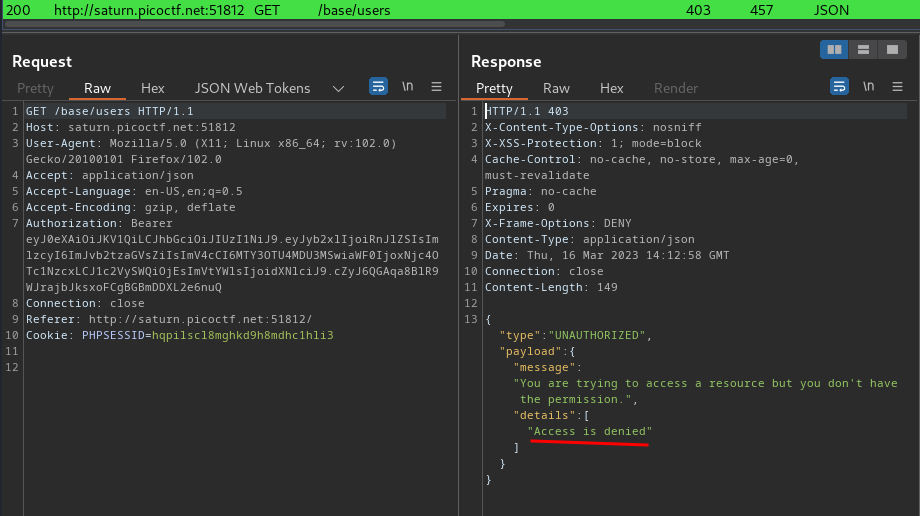 200 http://saturn.picoctf.net:51812 GET /base/users 403 457 JSON
Request
Pretty Raw Hex JSON Web Tokens \n
1 GET /base/users HTTP/1.1
2 Host: saturn.picoctf.net:51812
3 User-Agent: Mozilla/5.0 (X11; Linux x86_64; rv:102.0)
Gecko/20100101 Firefox/102.0
4 Accept: application/json
5 Accept-Language: en-US,en;q=0.5
6 Accept-Encoding: gzip, deflate
7 Authorization: Bearer
eyJ0eXAiOiJKV1QiLCJhbGciOiJIUzI1NiJ9.eyJyb2xlIjoiRnJlZSIsIm
lzcyI6ImJvb2tzaGVsZiIsImV4cCI6MTY3OTU4MDU3MSwiaWF0IjoxNjc4O
Tc1NzcxLCJ1c2VySWQiOjEsImVtYWlsIjoidXNlciJ9.cZyJ6QGAqa8BlR9
WJrajbJksxoFCgBGBmDDXL2e6nuQ
8 Connection: close
9 Referer: http://saturn.picoctf.net:51812/
10 Cookie: PHPSESSID=hqpilscl8mghkd9h8mdhc1hli3
11
12
Response
Pretty Raw Hex Render \n
1 HTTP/1.1 403
2 X-Content-Type-Options: nosniff
3 X-XSS-Protection: 1; mode=block
4 Cache-Control: no-cache, no-store, max-age=0,
must-revalidate
5 Pragma: no-cache
6 Expires: 0
7 X-Frame-Options: DENY
8 Content-Type: application/json
9 Date: Thu, 16 Mar 2023 14:12:58 GMT
10 Connection: close
11 Content-Length: 149
12
13 {
"type":"UNAUTHORIZED",
"payload":{
"message":
"You are trying to access a resource but you don't have
the permission.",
"details":[
"Access is denied"
]
}
}